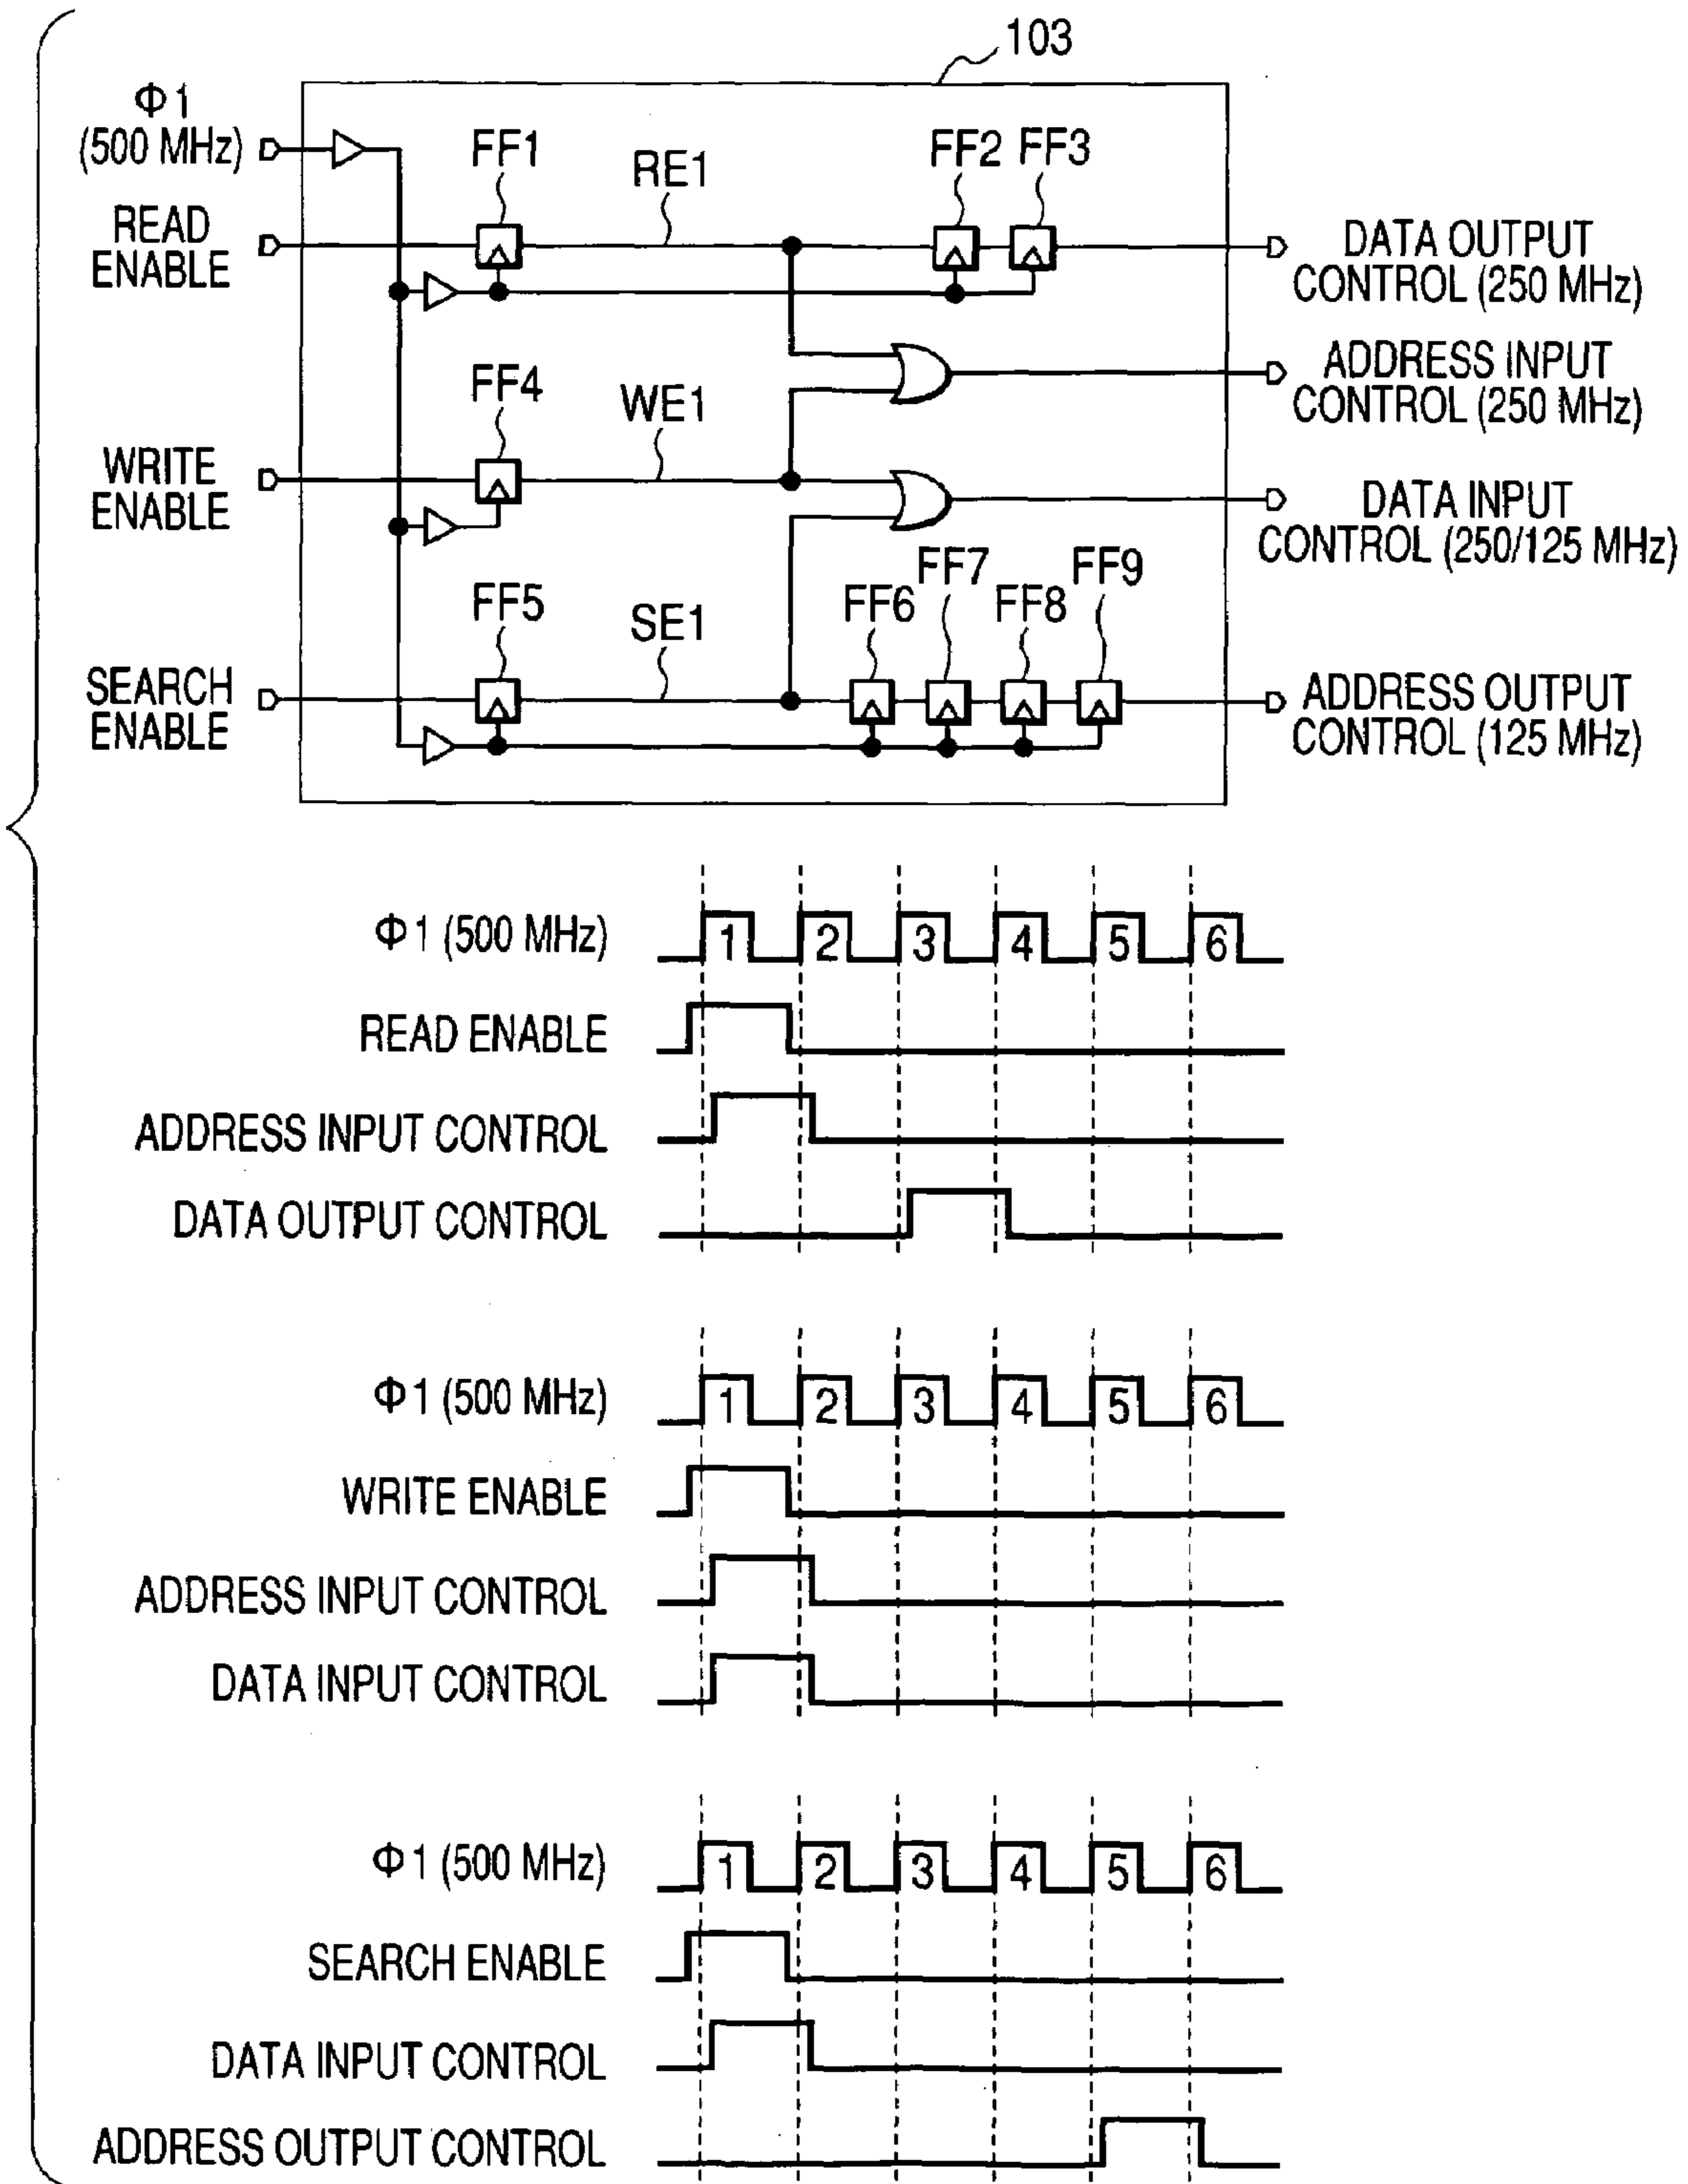 103
Φ1
(500 MHz)
FF1
RE1
FF2
FF3
READ
ENABLE
DATA OUTPUT
CONTROL (250 MHz)
ADDRESS INPUT
CONTROL (250 MHz)
FF4
WE1
WRITE
ENABLE
DATA INPUT
CONTROL (250/125 MHz)
FF5
SE1
FF6
FF7
FF8
FF9
SEARCH
ENABLE
ADDRESS OUTPUT
CONTROL (125 MHz)
Φ1 (500 MHz)
1 2 3 4 5 6
READ ENABLE
ADDRESS INPUT CONTROL
DATA OUTPUT CONTROL
Φ1 (500 MHz)
1 2 3 4 5 6
WRITE ENABLE
ADDRESS INPUT CONTROL
DATA INPUT CONTROL
Φ1 (500 MHz)
1 2 3 4 5 6
SEARCH ENABLE
DATA INPUT CONTROL
ADDRESS OUTPUT CONTROL